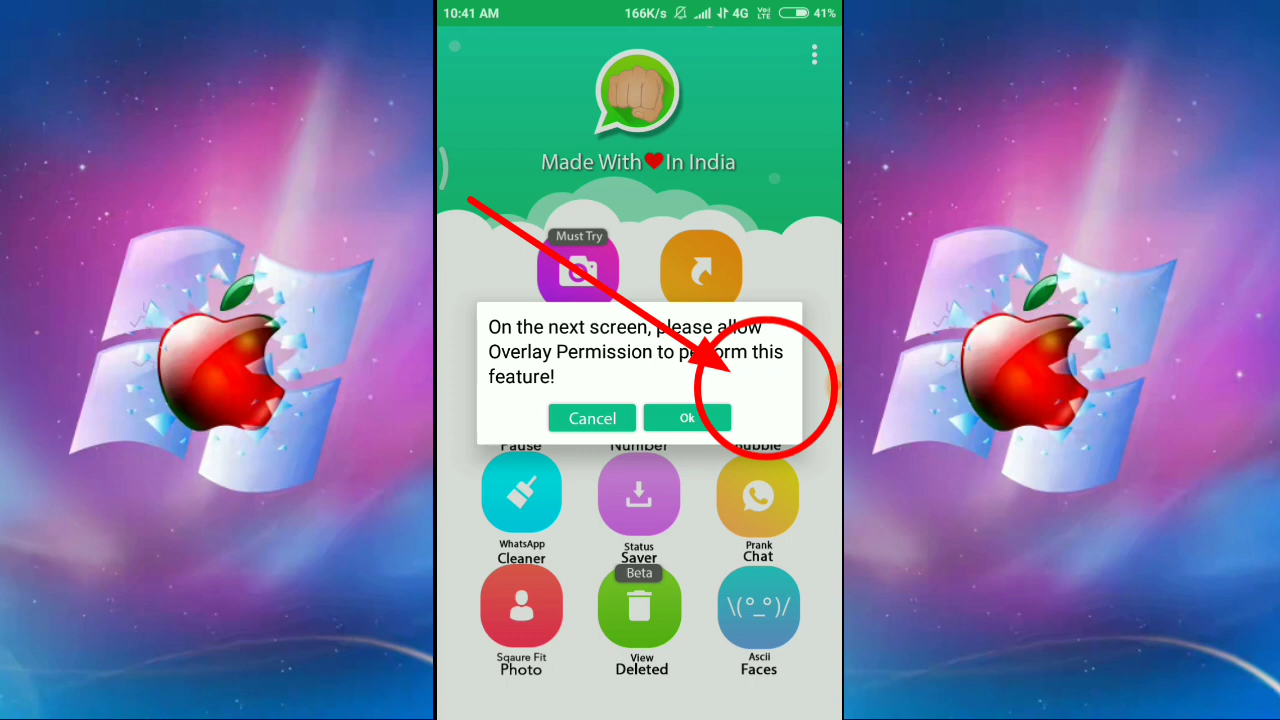 10:41 AM 166K/s 4G Vo) LTE 41%
Made With In India
Must Try
On the next screen, please allow
Overlay Permission to perform this
feature!
Cancel Ok
Pause Number Bubble
WhatsApp Status Prank
Cleaner Saver Chat
Beta
\(°_°)/
Sqaure Fit View Ascii
Photo Deleted Faces